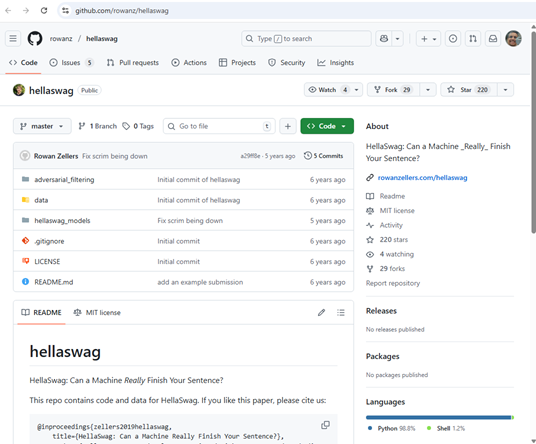 github.com/rowanz/hellaswag
rowanz / hellaswag
Type / to search
Code Issues 5 Pull requests Actions Projects Security Insights
hellaswag Public
Watch 4 Fork 29 Star 220
master 1 Branch 0 Tags Go to file t Code
Rowan Zellers Fix scrim being down a29ff8e · 5 years ago 5 Commits
adversarial_filtering Initial commit of hellaswag 6 years ago
data Initial commit of hellaswag 6 years ago
hellaswag_models Fix scrim being down 5 years ago
.gitignore Initial commit 6 years ago
LICENSE Initial commit 6 years ago
README.md add an example submission 6 years ago
README MIT license
hellaswag
HellaSwag: Can a Machine Really Finish Your Sentence?
This repo contains code and data for HellaSwag. If you like this paper, please cite us:
@inproceedings{zellers2019hellaswag,
title={HellaSwag: Can a Machine Really Finish Your Sentence?},
About
HellaSwag: Can a Machine _Really_ Finish
Your Sentence?
rowanzellers.com/hellaswag
Readme
MIT license
Activity
220 stars
4 watching
29 forks
Report repository
Releases
No releases published
Packages
No packages published
Languages
Python 98.8% Shell 1.2%